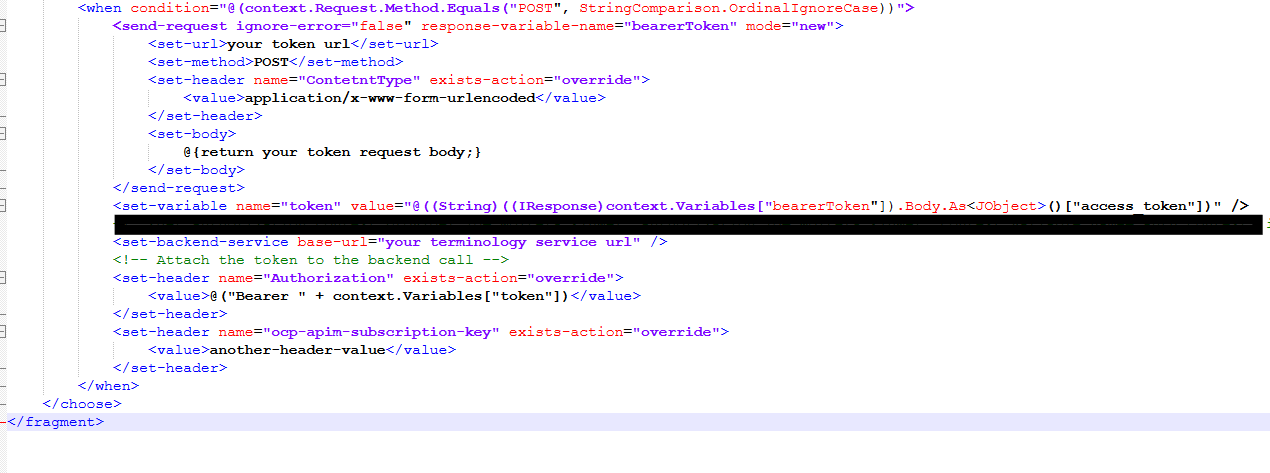 <when condition="@(context.Request.Method.Equals("POST", StringComparison.OrdinalIgnoreCase))">
<send-request ignore-error="false" response-variable-name="bearerToken" mode="new">
<set-url>your token url</set-url>
<set-method>POST</set-method>
<set-header name="ContetntType" exists-action="override">
<value>application/x-www-form-urlencoded</value>
</set-header>
<set-body>
@{return your token request body;}
</set-body>
</send-request>
<set-variable name="token" value="@((String)((IResponse)context.Variables["bearerToken"]).Body.As<JObject>()["access_token"])" />
<set-backend-service base-url="your terminology service url" />
<!-- Attach the token to the backend call -->
<set-header name="Authorization" exists-action="override">
<value>@("Bearer " + context.Variables["token"])</value>
</set-header>
<set-header name="ocp-apim-subscription-key" exists-action="override">
<value>another-header-value</value>
</set-header>
</when>
</choose>
</fragment>